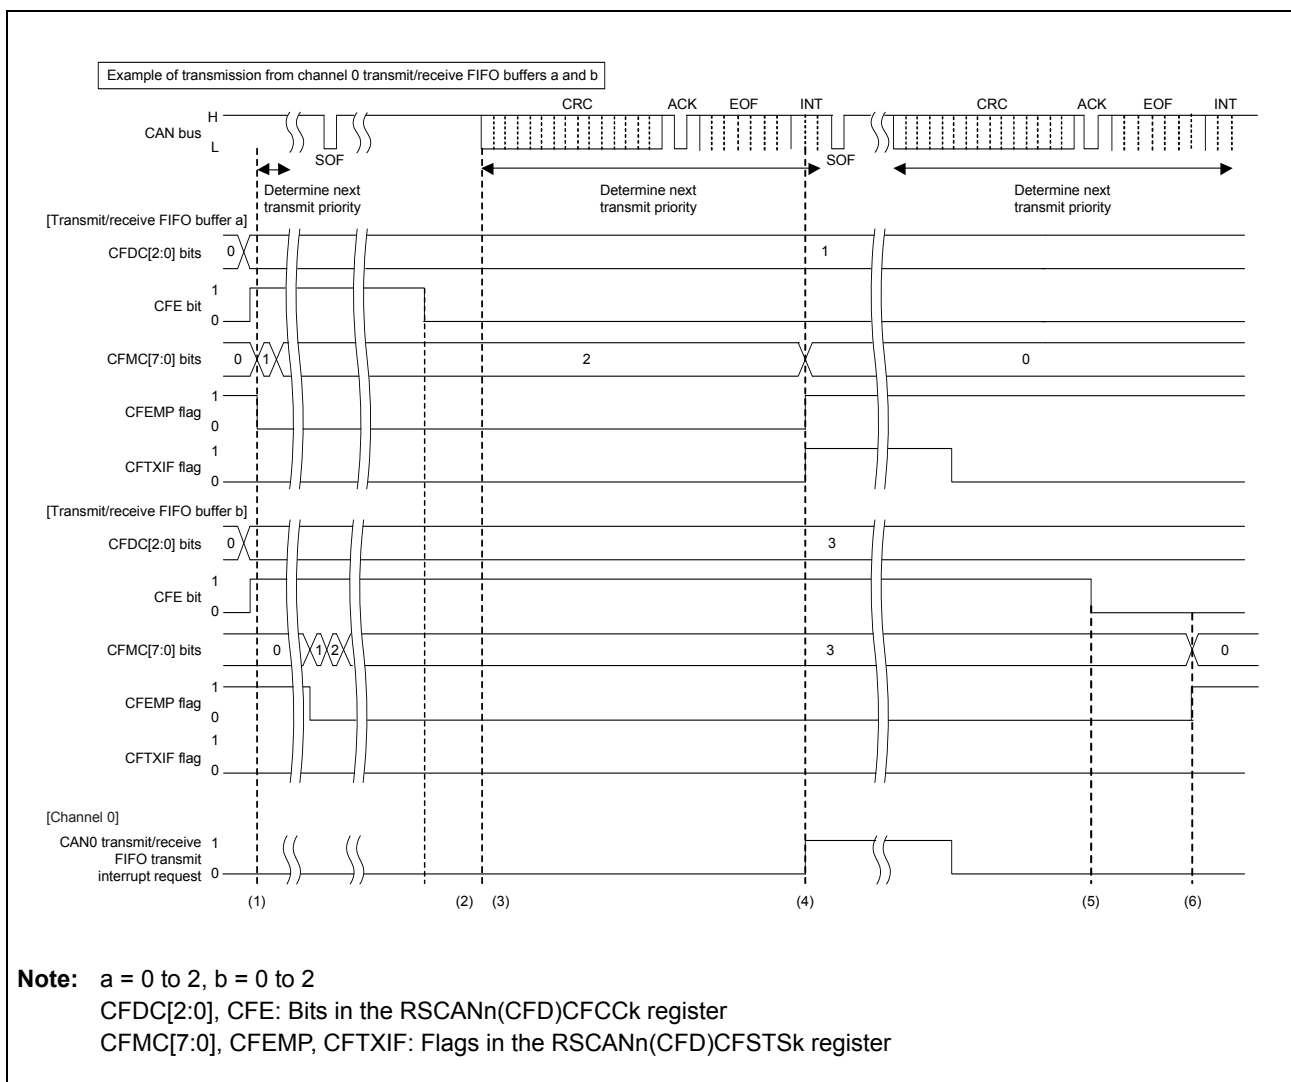 Example of transmission from channel 0 transmit/receive FIFO buffers a and b
CRC ACK EOF INT CRC ACK EOF INT
H
CAN bus
L
SOF SOF
Determine next transmit priority
Determine next transmit priority
Determine next transmit priority
[Transmit/receive FIFO buffer a]
CFDC[2:0] bits 0 1
1
CFE bit
0
CFMC[7:0] bits 0 1 2 0
1
CFEMP flag
0
1
CFTXIF flag
0
[Transmit/receive FIFO buffer b]
CFDC[2:0] bits 0 3
1
CFE bit
0
CFMC[7:0] bits 0 1 2 3 0
1
CFEMP flag
0
1
CFTXIF flag
0
[Channel 0]
CAN0 transmit/receive 1
FIFO transmit
interrupt request 0
(1) (2) (3) (4) (5) (6)
Note: a = 0 to 2, b = 0 to 2
CFDC[2:0], CFE: Bits in the RSCANn(CFD)CFCCk register
CFMC[7:0], CFEMP, CFTXIF: Flags in the RSCANn(CFD)CFSTSk register